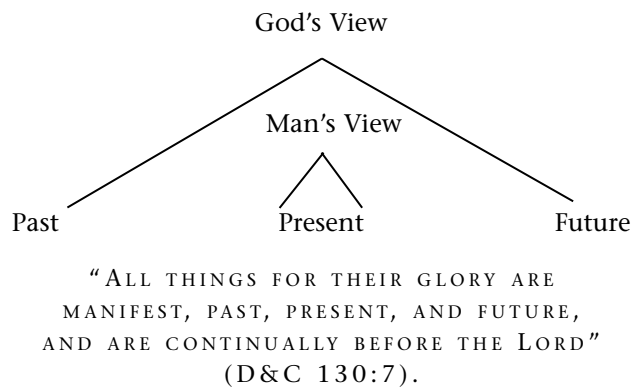 God's View
Man's View
Past Present Future
“ALL THINGS FOR THEIR GLORY ARE
MANIFEST, PAST, PRESENT, AND FUTURE,
AND ARE CONTINUALLY BEFORE THE LORD”
(D&C 130:7).